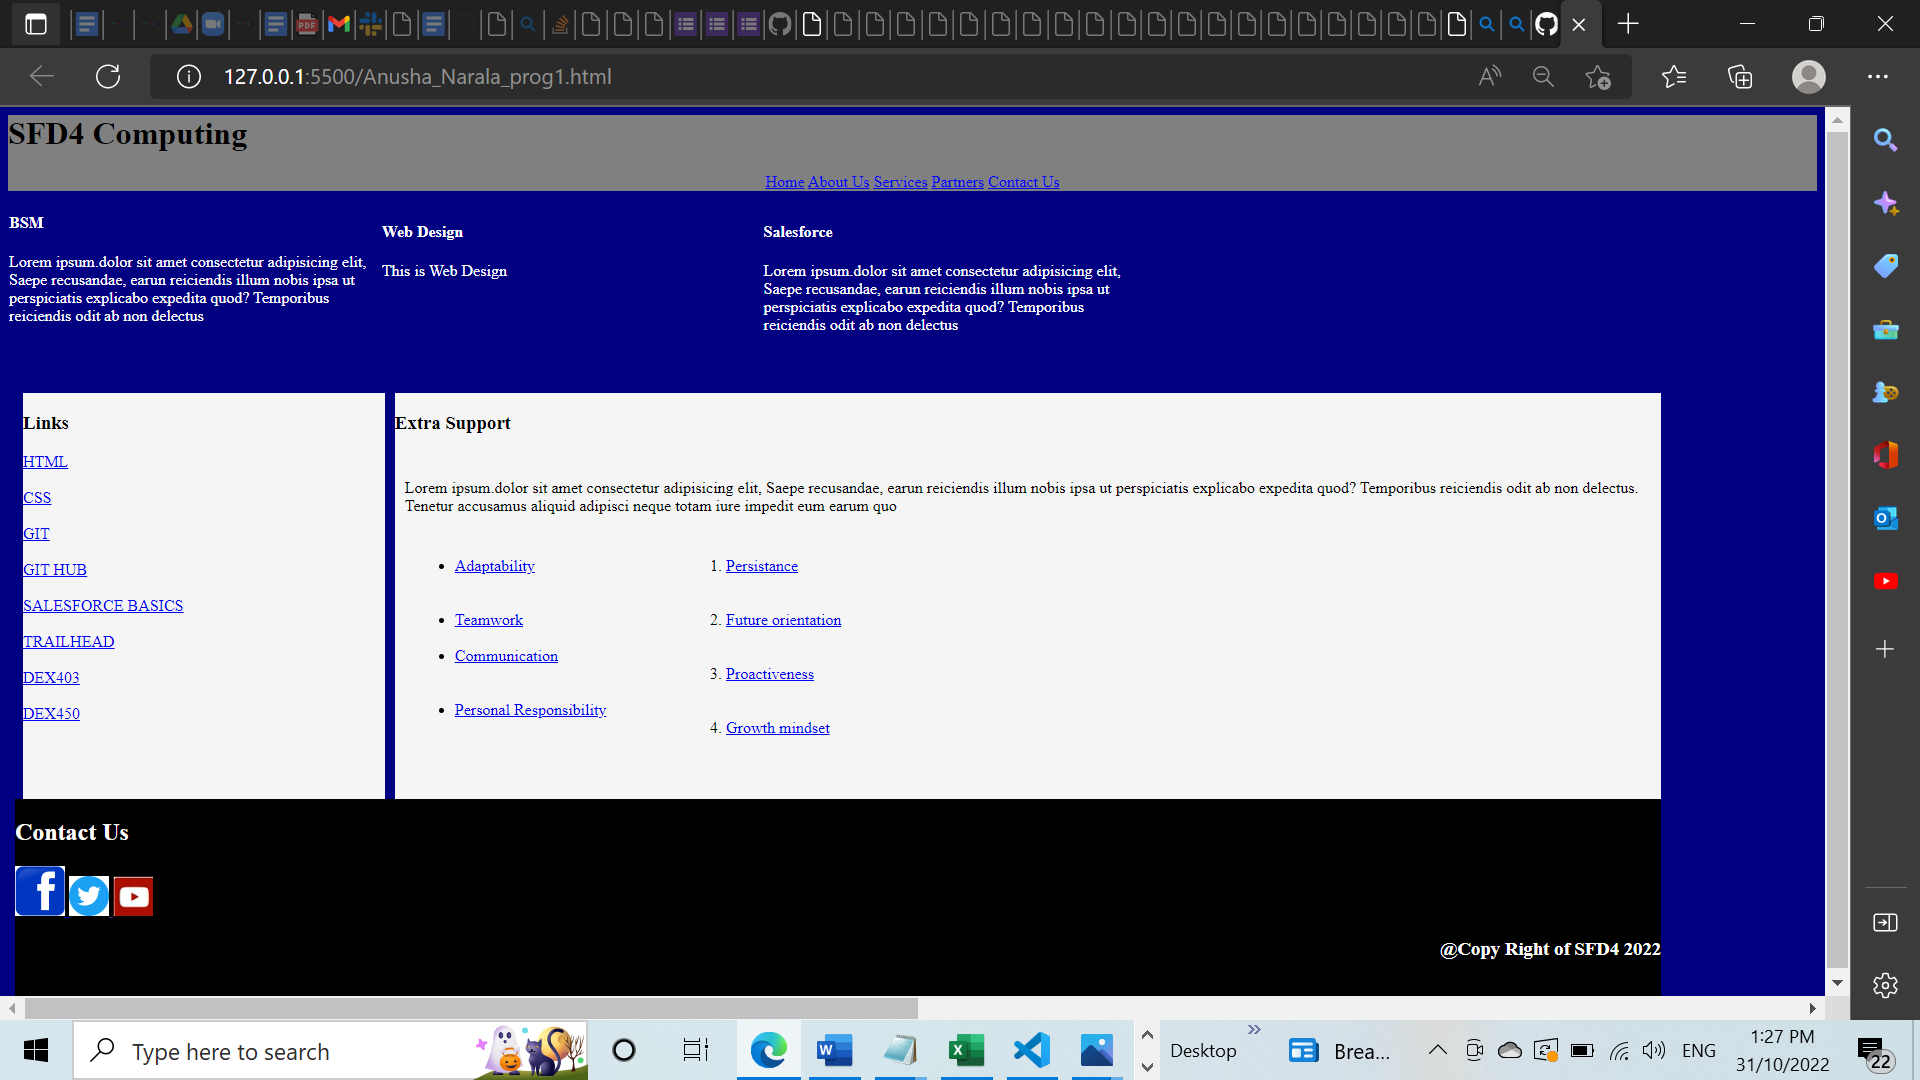 127.0.0.1:5500/Anusha_Narala_prog1.html
SFD4 Computing
Home About Us Services Partners Contact Us
BSM
Lorem ipsum.dolor sit amet consectetur adipisicing elit,
Saepe recusandae, earun reiciendis illum nobis ipsa ut
perspiciatis explicabo expedita quod? Temporibus
reiciendis odit ab non delectus
Web Design
This is Web Design
Salesforce
Lorem ipsum.dolor sit amet consectetur adipisicing elit,
Saepe recusandae, earun reiciendis illum nobis ipsa ut
perspiciatis explicabo expedita quod? Temporibus
reiciendis odit ab non delectus
Links
HTML
CSS
GIT
GIT HUB
SALESFORCE BASICS
TRAILHEAD
DEX403
DEX450
Extra Support
Lorem ipsum.dolor sit amet consectetur adipisicing elit, Saepe recusandae, earun reiciendis illum nobis ipsa ut perspiciatis explicabo expedita quod? Temporibus reiciendis odit ab non delectus.
Tenetur accusamus aliquid adipisci neque totam iure impedit eum earum quo
• Adaptability
• Teamwork
• Communication
• Personal Responsibility
1. Persistance
2. Future orientation
3. Proactiveness
4. Growth mindset
Contact Us
@Copy Right of SFD4 2022
Type here to search
Desktop
Brea...
ENG
1:27 PM
31/10/2022
22